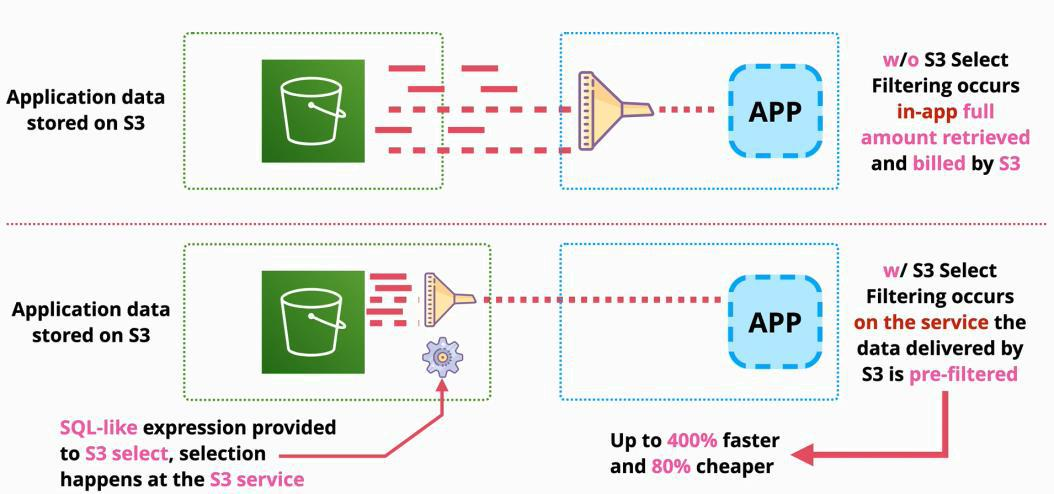 Application data
stored on S3
APP
w/o S3 Select
Filtering occurs
in-app full
amount retrieved
and billed by S3
Application data
stored on S3
APP
w/ S3 Select
Filtering occurs
on the service the
data delivered by
S3 is pre-filtered
SQL-like expression provided
to S3 select, selection
happens at the S3 service
Up to 400% faster
and 80% cheaper